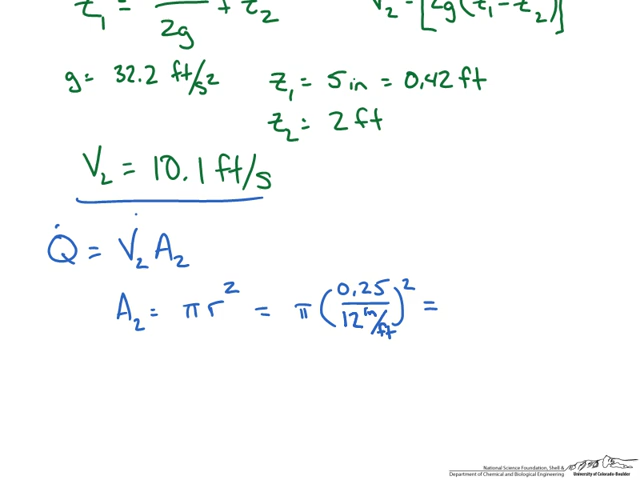 z₁ = —/2g + z₂ V₂ = [2g(z₁ - z₂)]
g = 32.2 ft/s² z₁ = 5 in = 0.42 ft
z₂ = 2 ft
V₂ = 10.1 ft/s
Q̇ = V̇₂ A₂
A₂ = πr² = π(0.25/12 in/ft)² =
National Science Foundation, Shell &
Department of Chemical and Biological Engineering University of Colorado Boulder